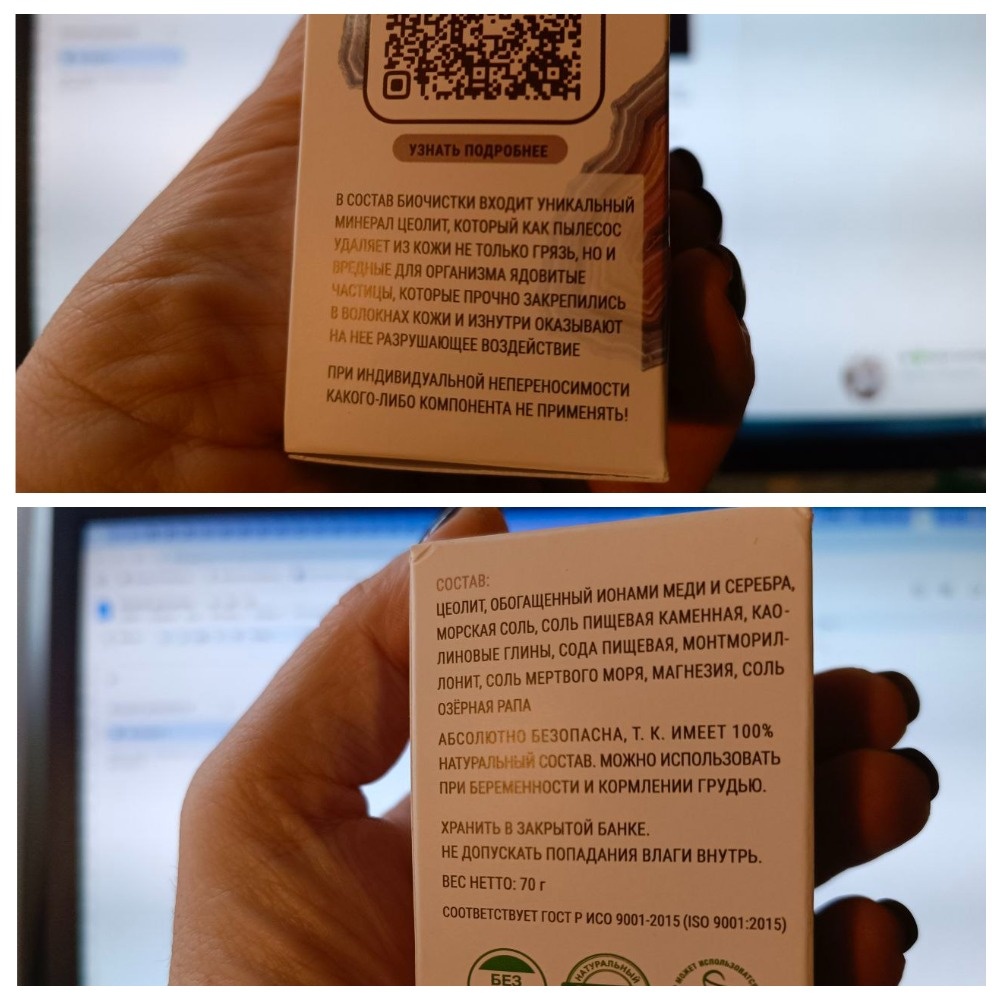 УЗНАТЬ ПОДРОБНЕЕ
В СОСТАВ БИОЧИСТКИ ВХОДИТ УНИКАЛЬНЫЙ
МИНЕРАЛ ЦЕОЛИТ, КОТОРЫЙ КАК ПЫЛЕСОС
УДАЛЯЕТ ИЗ КОЖИ НЕ ТОЛЬКО ГРЯЗЬ, НО И
ВРЕДНЫЕ ДЛЯ ОРГАНИЗМА ЯДОВИТЫЕ
ЧАСТИЦЫ, КОТОРЫЕ ПРОЧНО ЗАКРЕПИЛИСЬ
В ВОЛОКНАХ КОЖИ И ИЗНУТРИ ОКАЗЫВАЮТ
НА НЕЕ РАЗРУШАЮЩЕЕ ВОЗДЕЙСТВИЕ
ПРИ ИНДИВИДУАЛЬНОЙ НЕПЕРЕНОСИМОСТИ
КАКОГО-ЛИБО КОМПОНЕНТА НЕ ПРИМЕНЯТЬ!
СОСТАВ:
ЦЕОЛИТ, ОБОГАЩЕННЫЙ ИОНАМИ МЕДИ И СЕРЕБРА,
МОРСКАЯ СОЛЬ, СОЛЬ ПИЩЕВАЯ КАМЕННАЯ, КАО-
ЛИНОВЫЕ ГЛИНЫ, СОДА ПИЩЕВАЯ, МОНТМОРИЛ-
ЛОНИТ, СОЛЬ МЕРТВОГО МОРЯ, МАГНЕЗИЯ, СОЛЬ
ОЗЁРНАЯ РАПА
АБСОЛЮТНО БЕЗОПАСНА, Т. К. ИМЕЕТ 100%
НАТУРАЛЬНЫЙ СОСТАВ. МОЖНО ИСПОЛЬЗОВАТЬ
ПРИ БЕРЕМЕННОСТИ И КОРМЛЕНИИ ГРУДЬЮ.
ХРАНИТЬ В ЗАКРЫТОЙ БАНКЕ.
НЕ ДОПУСКАТЬ ПОПАДАНИЯ ВЛАГИ ВНУТРЬ.
ВЕС НЕТТО: 70 г
СООТВЕТСТВУЕТ ГОСТ Р ИСО 9001-2015 (ISO 9001:2015)
БЕЗ
НАТУРАЛЬНЫЙ
МОЖЕТ ИСПОЛЬЗОВАТЬСЯ